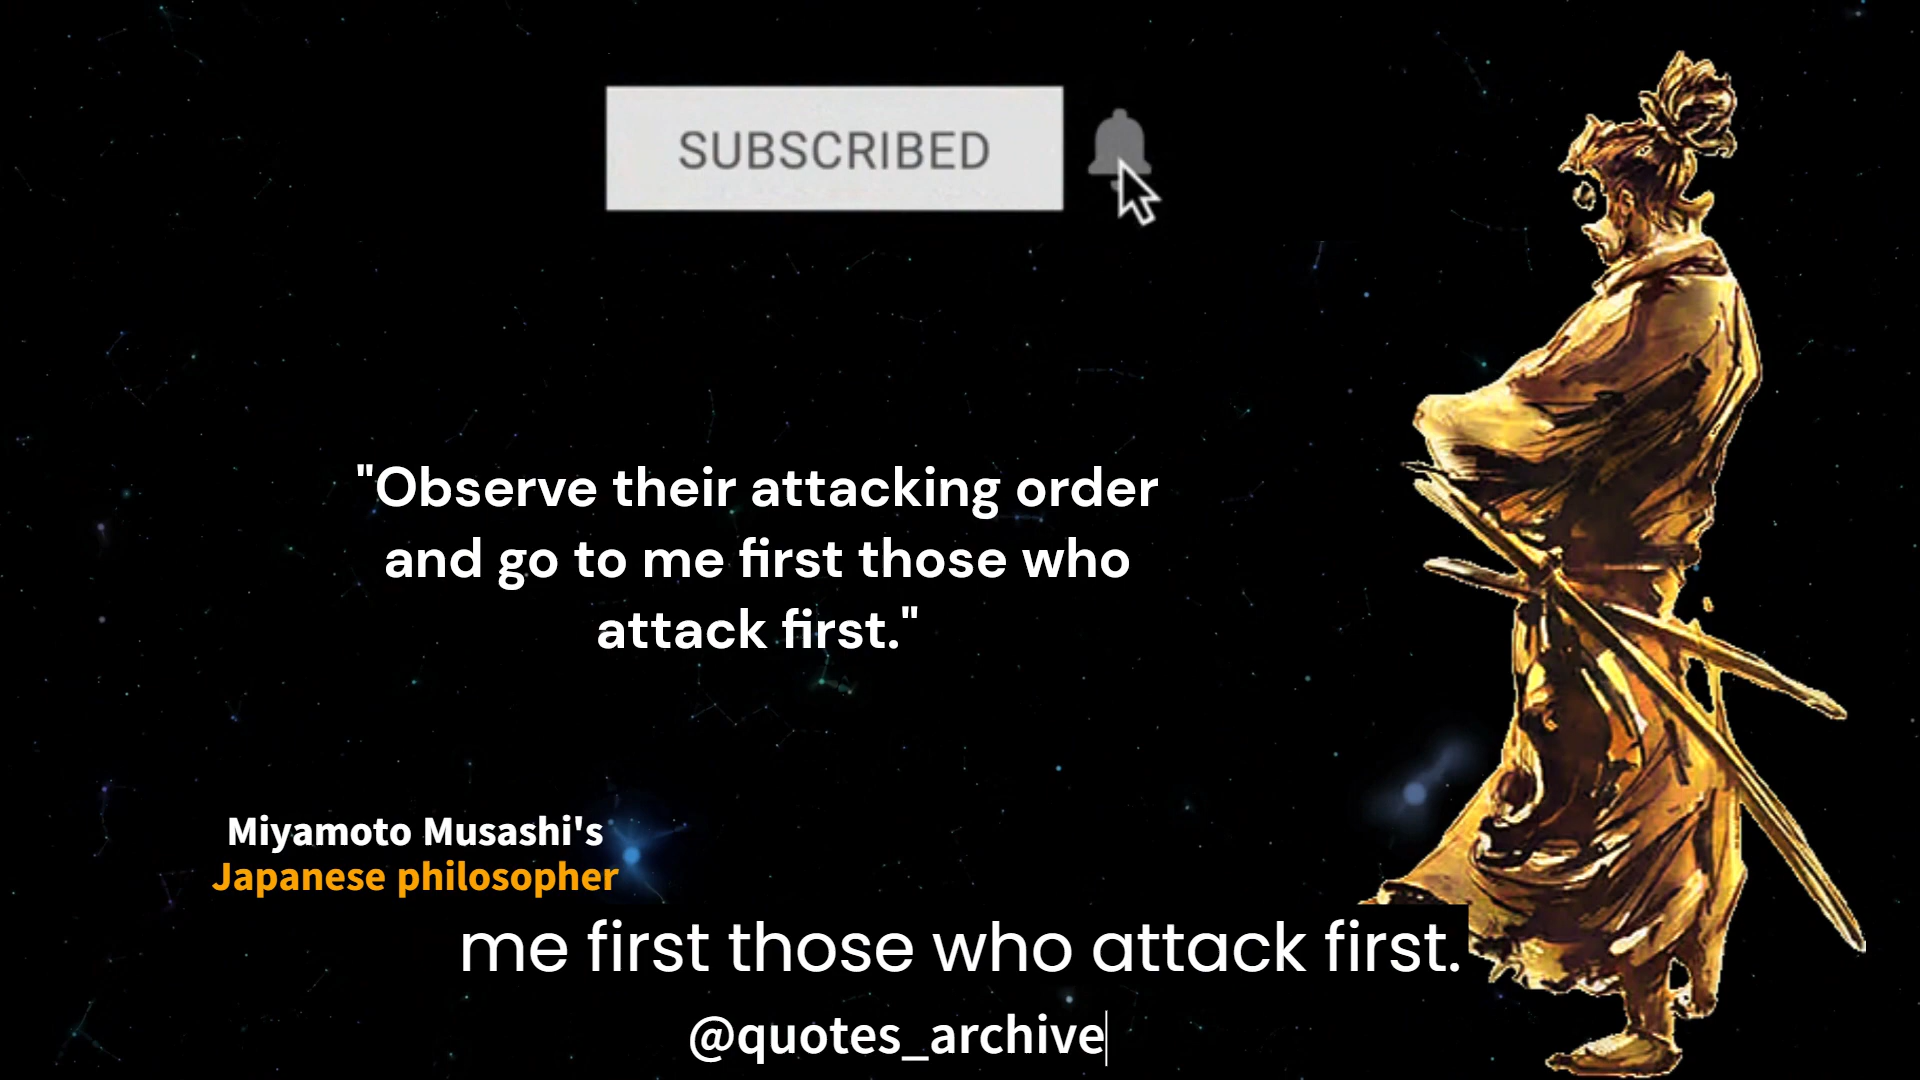 SUBSCRIBED
"Observe their attacking order
and go to me first those who
attack first."
Miyamoto Musashi's
Japanese philosopher
me first those who attack first.
@quotes_archive